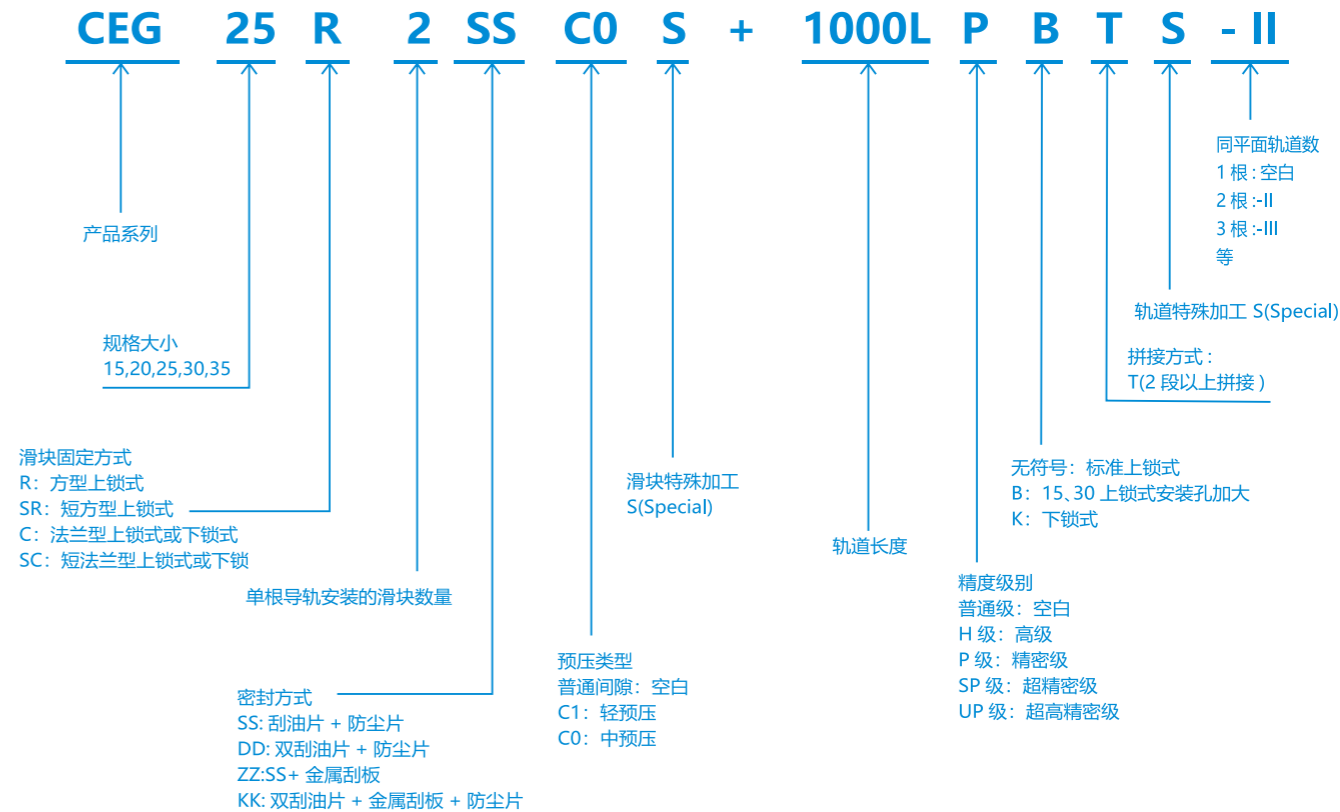 CEG 25 R 2 SS C0 S + 1000L P B T S - II
同平面轨道数
1 根 : 空白
2 根 :-II
3 根 :-III
等
产品系列
轨道特殊加工 S(Special)
规格大小
15,20,25,30,35
拼接方式 :
T(2 段以上拼接 )
滑块固定方式
R：方型上锁式
SR：短方型上锁式
C：法兰型上锁式或下锁式
SC：短法兰型上锁式或下锁
滑块特殊加工
S(Special)
无符号：标准上锁式
B：15、30 上锁式安装孔加大
K：下锁式
轨道长度
单根导轨安装的滑块数量
精度级别
普通级：空白
H 级：高级
P 级：精密级
SP 级：超精密级
UP 级：超高精密级
预压类型
普通间隙：空白
C1：轻预压
C0：中预压
密封方式
SS: 刮油片 + 防尘片
DD: 双刮油片 + 防尘片
ZZ:SS+ 金属刮板
KK: 双刮油片 + 金属刮板 + 防尘片